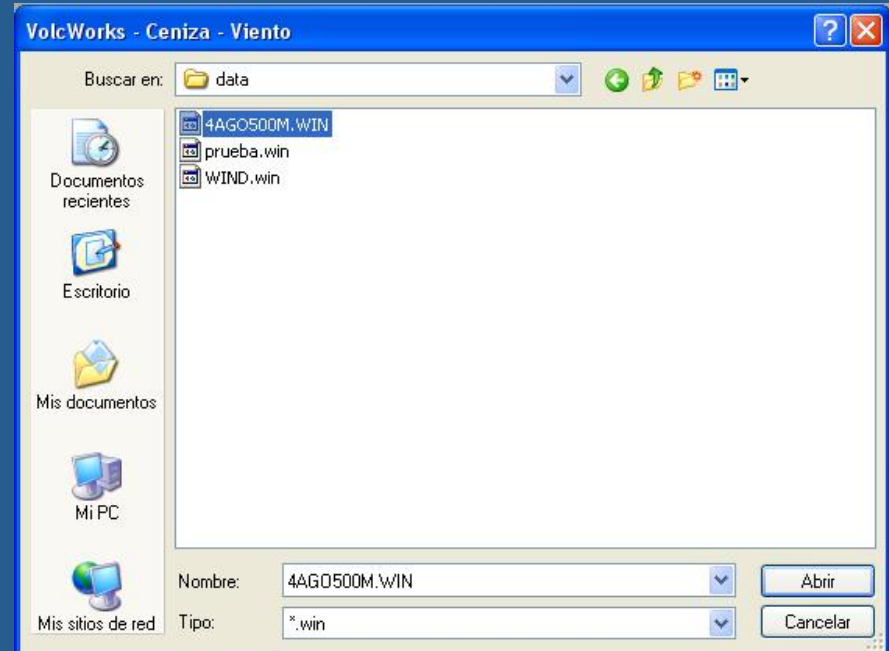 VolcWorks - Ceniza - Viento
Buscar en: data
4AGO500M.WIN
prueba.win
WIND.win
Documentos
recientes
Escritorio
Mis documentos
Mi PC
Mis sitios de red
Nombre: 4AGO500M.WIN Abrir
Tipo: *.win Cancelar